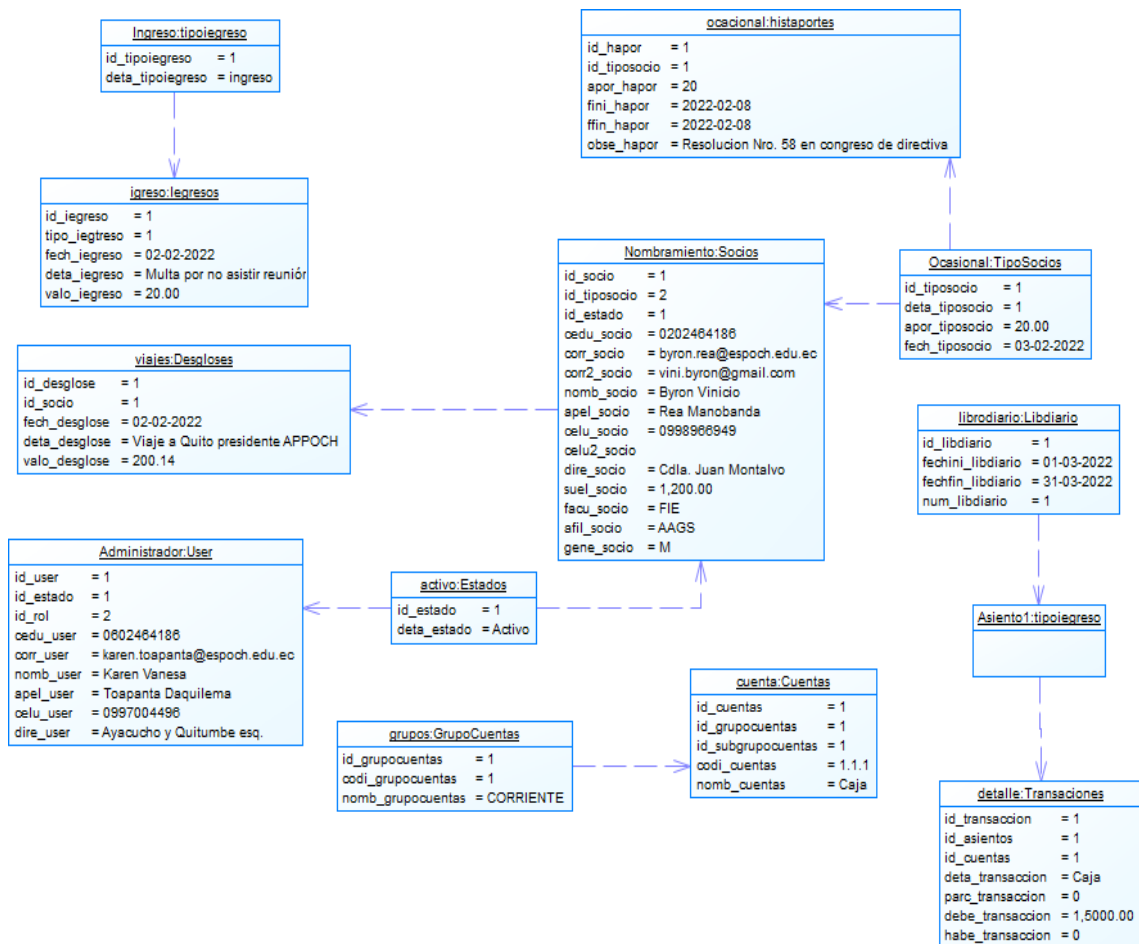 Ingreso:tipoiegreso
id_tipoiegreso = 1
deta_tipoiegreso = ingreso
ocacional:histaportes
id_hapor = 1
id_tiposocio = 1
apor_hapor = 20
fini_hapor = 2022-02-08
ffin_hapor = 2022-02-08
obse_hapor = Resolucion Nro. 58 en congreso de directiva
igreso:Iegresos
id_iegreso = 1
tipo_iegtreso = 1
fech_iegreso = 02-02-2022
deta_iegreso = Multa por no asistir reunión
valo_iegreso = 20.00
Nombramiento:Socios
id_socio = 1
id_tiposocio = 2
id_estado = 1
cedu_socio = 0202464186
corr_socio = byron.rea@espoch.edu.ec
corr2_socio = vini.byron@gmail.com
nomb_socio = Byron Vinicio
apel_socio = Rea Manobanda
celu_socio = 0998966949
celu2_socio
dire_socio = Cdla. Juan Montalvo
suel_socio = 1,200.00
facu_socio = FIE
afil_socio = AAGS
gene_socio = M
Ocasional:TipoSocios
id_tiposocio = 1
deta_tiposocio = 1
apor_tiposocio = 20.00
fech_tiposocio = 03-02-2022
viajes:Desgloses
id_desglose = 1
id_socio = 1
fech_desglose = 02-02-2022
deta_desglose = Viaje a Quito presidente APPOCH
valo_desglose = 200.14
librodiario:Libdiario
id_libdiario = 1
fechini_libdiario = 01-03-2022
fechfin_libdiario = 31-03-2022
num_libdiario = 1
Administrador:User
id_user = 1
id_estado = 1
id_rol = 2
cedu_user = 0602464186
corr_user = karen.toapanta@espoch.edu.ec
nomb_user = Karen Vanesa
apel_user = Toapanta Daquilema
celu_user = 0997004496
dire_user = Ayacucho y Quitumbe esq.
activo:Estados
id_estado = 1
deta_estado = Activo
Asiento1:tipoiegreso
cuenta:Cuentas
id_cuentas = 1
id_grupocuentas = 1
id_subgrupocuentas = 1
codi_cuentas = 1.1.1
nomb_cuentas = Caja
grupos:GrupoCuentas
id_grupocuentas = 1
codi_grupocuentas = 1
nomb_grupocuentas = CORRIENTE
detalle:Transaciones
id_transaccion = 1
id_asientos = 1
id_cuentas = 1
deta_transaccion = Caja
parc_transaccion = 0
debe_transaccion = 1,5000.00
habe_transaccion = 0